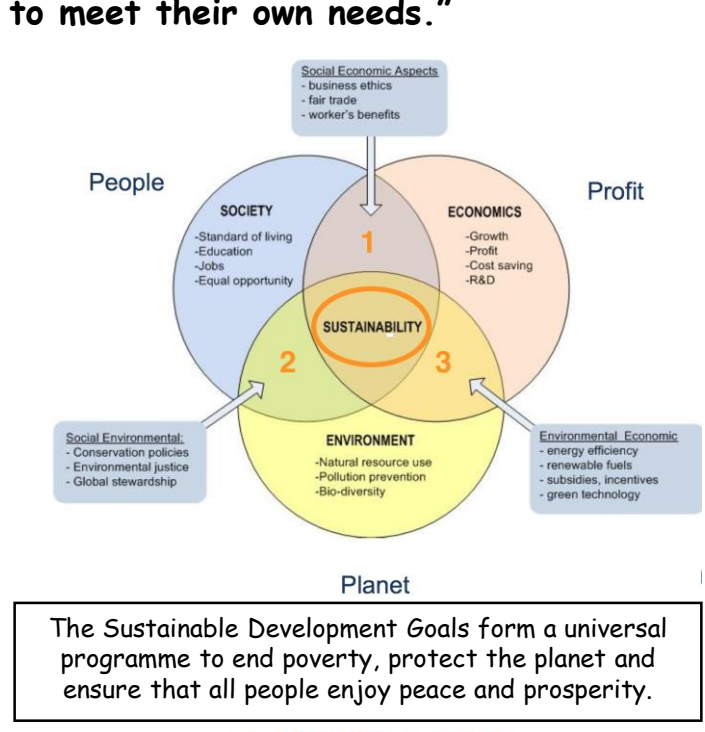 to meet their own needs.”
Social Economic Aspects
- business ethics
- fair trade
- worker's benefits
People
Profit
SOCIETY
-Standard of living
-Education
-Jobs
-Equal opportunity
ECONOMICS
-Growth
-Profit
-Cost saving
-R&D
1
SUSTAINABILITY
2
3
Social Environmental:
- Conservation policies
- Environmental justice
- Global stewardship
ENVIRONMENT
-Natural resource use
-Pollution prevention
-Bio-diversity
Environmental Economic
- energy efficiency
- renewable fuels
- subsidies, incentives
- green technology
Planet
The Sustainable Development Goals form a universal
programme to end poverty, protect the planet and
ensure that all people enjoy peace and prosperity.